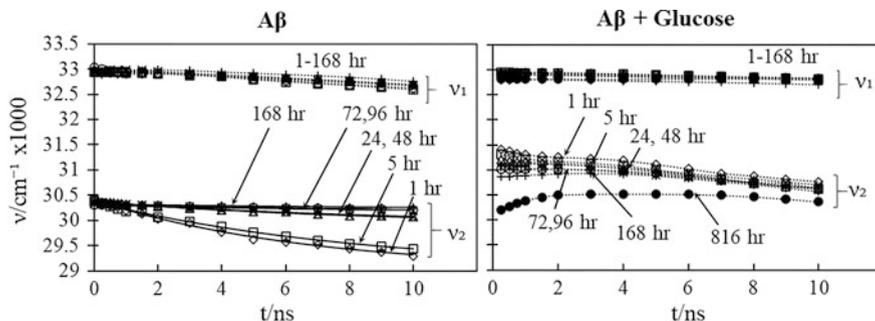 Aβ
Aβ + Glucose
33.5
33
32.5
32
31.5
31
30.5
30
29.5
29
ν/cm⁻¹ x1000
1-168 hr
ν₁
168 hr
72,96 hr
24, 48 hr
5 hr
1 hr
ν₂
0 2 4 6 8 10
t/ns
1-168 hr
ν₁
1 hr
5 hr
24, 48 hr
ν₂
72,96 hr
168 hr
816 hr
0 2 4 6 8 10
t/ns